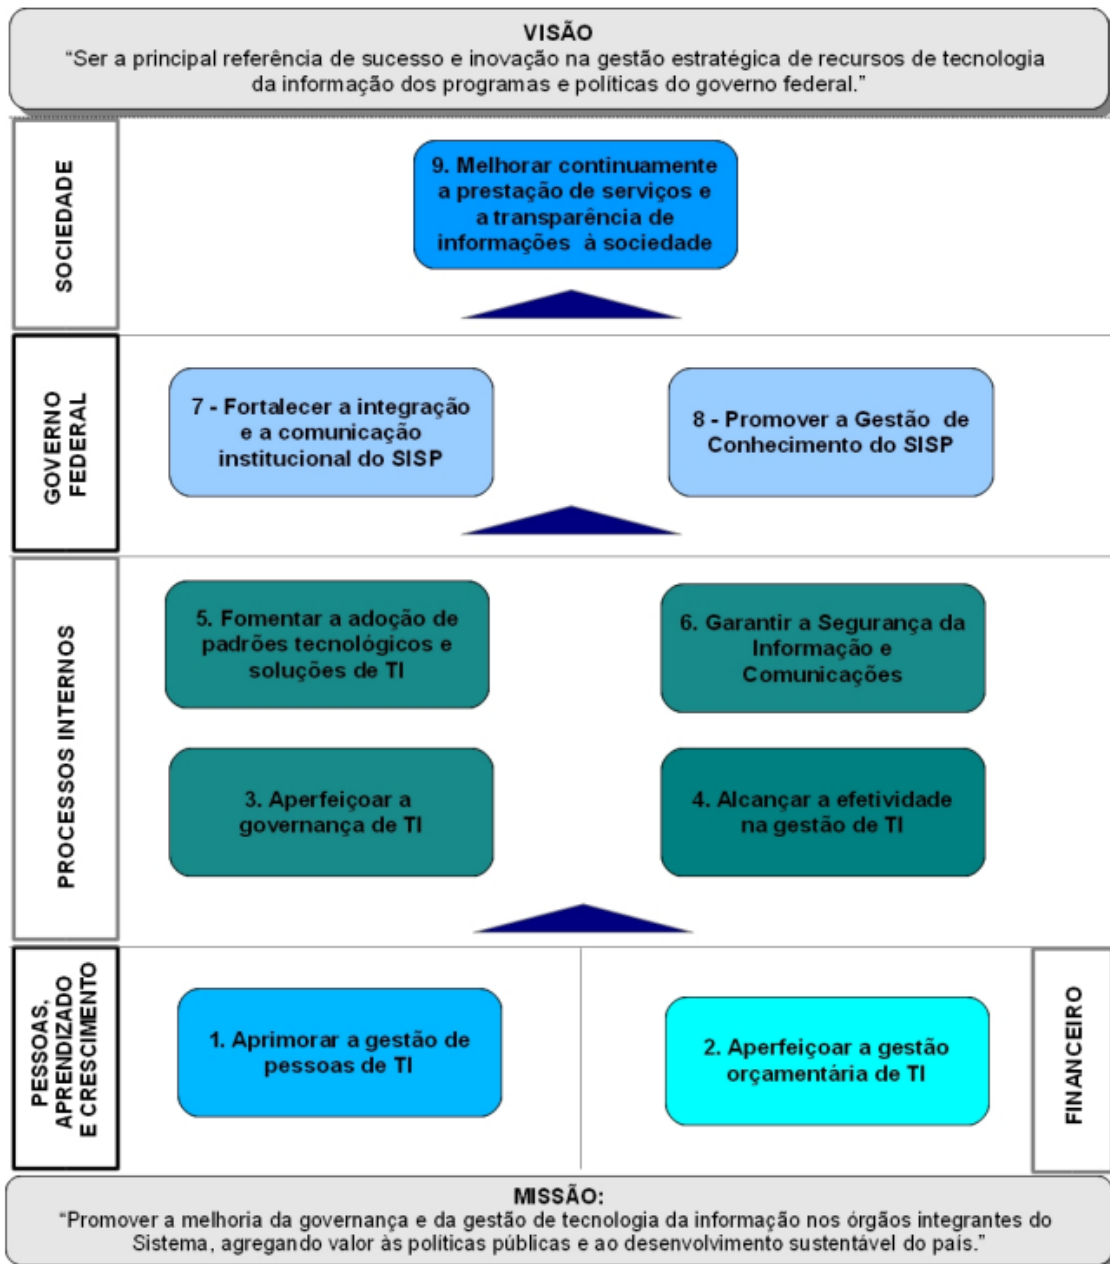 VISÃO
“Ser a principal referência de sucesso e inovação na gestão estratégica de recursos de tecnologia
da informação dos programas e políticas do governo federal.”
SOCIEDADE
9. Melhorar continuamente
a prestação de serviços e
a transparência de
informações à sociedade
GOVERNO
FEDERAL
7 - Fortalecer a integração
e a comunicação
institucional do SISP
8 - Promover a Gestão de
Conhecimento do SISP
PROCESSOS INTERNOS
5. Fomentar a adoção de
padrões tecnológicos e
soluções de TI
6. Garantir a Segurança da
Informação e
Comunicações
3. Aperfeiçoar a
governança de TI
4. Alcançar a efetividade
na gestão de TI
PESSOAS,
APRENDIZADO
E CRESCIMENTO
1. Aprimorar a gestão de
pessoas de TI
2. Aperfeiçoar a gestão
orçamentária de TI
FINANCEIRO
MISSÃO:
“Promover a melhoria da governança e da gestão de tecnologia da informação nos órgãos integrantes do
Sistema, agregando valor às políticas públicas e ao desenvolvimento sustentável do país.”